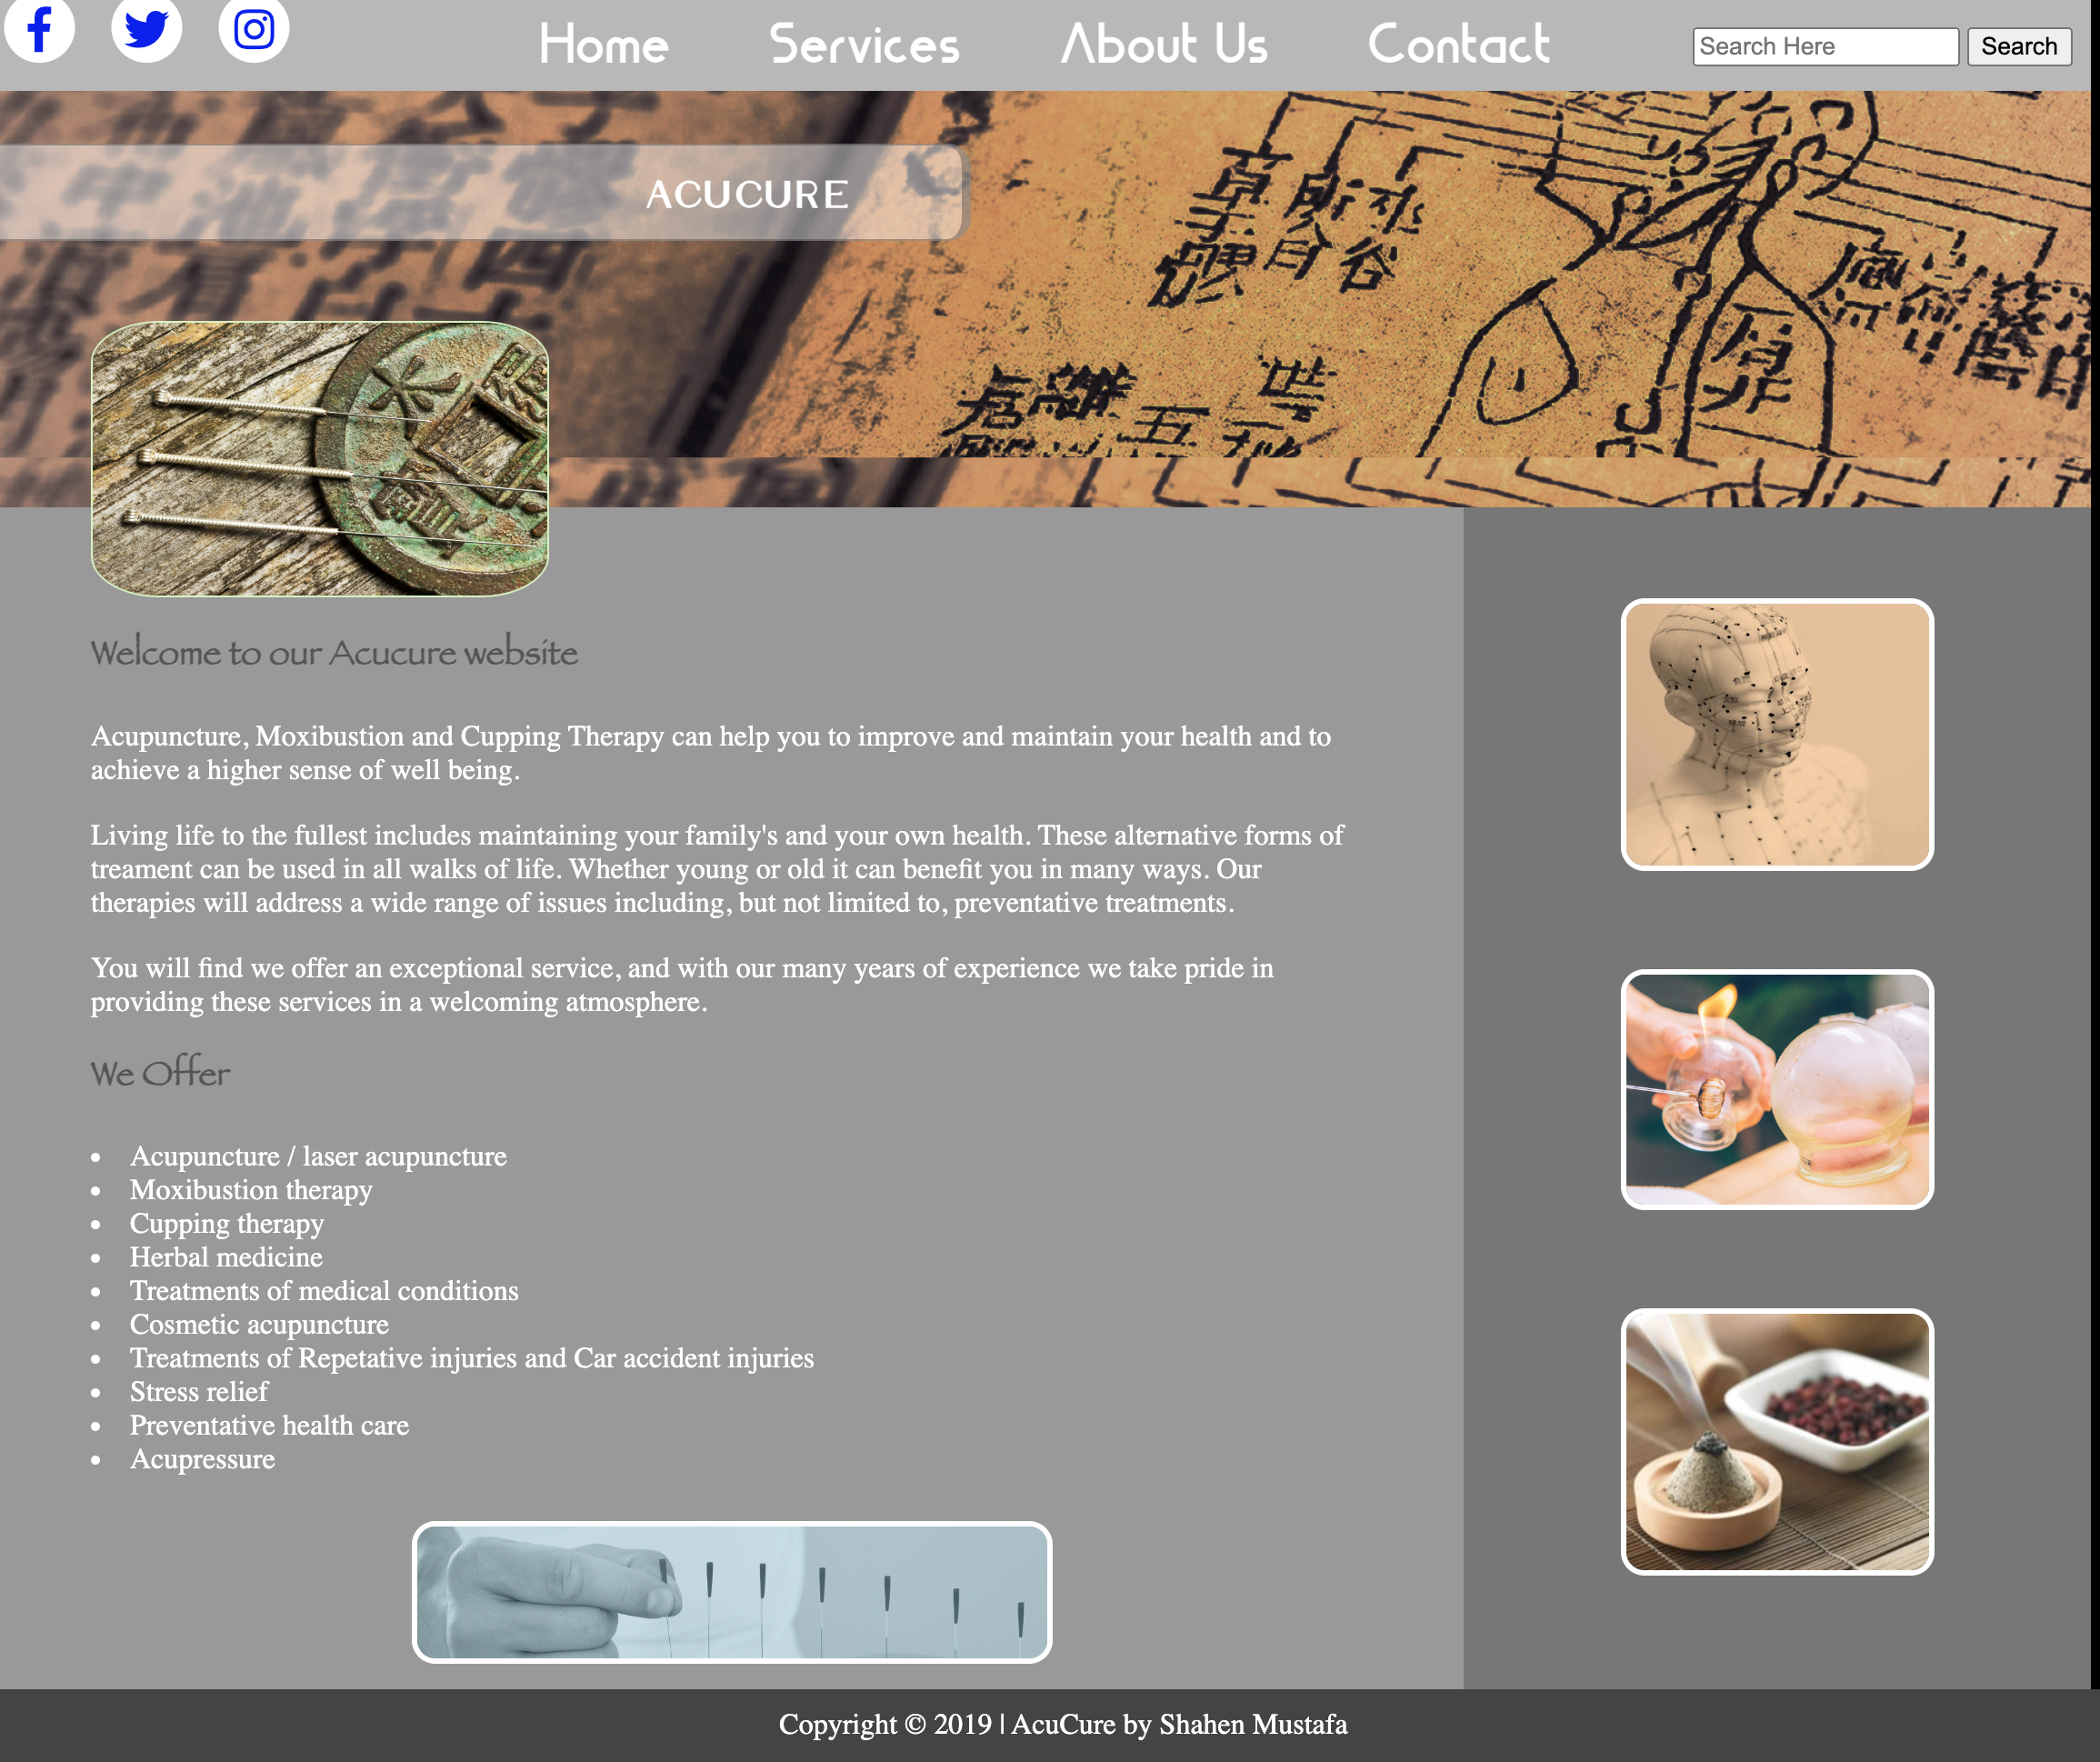 Home Services About Us Contact Search Here Search
ACUCURE
五
Welcome to our Acucure website
Acupuncture, Moxibustion and Cupping Therapy can help you to improve and maintain your health and to
achieve a higher sense of well being.
Living life to the fullest includes maintaining your family's and your own health. These alternative forms of
treament can be used in all walks of life. Whether young or old it can benefit you in many ways. Our
therapies will address a wide range of issues including, but not limited to, preventative treatments.
You will find we offer an exceptional service, and with our many years of experience we take pride in
providing these services in a welcoming atmosphere.
We Offer
• Acupuncture / laser acupuncture
• Moxibustion therapy
• Cupping therapy
• Herbal medicine
• Treatments of medical conditions
• Cosmetic acupuncture
• Treatments of Repetative injuries and Car accident injuries
• Stress relief
• Preventative health care
• Acupressure
Copyright © 2019 | AcuCure by Shahen Mustafa